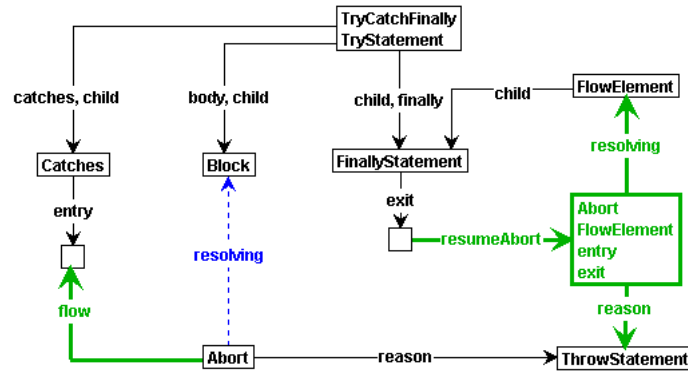 TryCatchFinally
TryStatement
catches, child
body, child
child, finally
child
FlowElement
resolving
Catches
Block
FinallyStatement
entry
exit
Abort
FlowElement
entry
exit
resolving
resumeAbort
flow
reason
Abort
reason
ThrowStatement